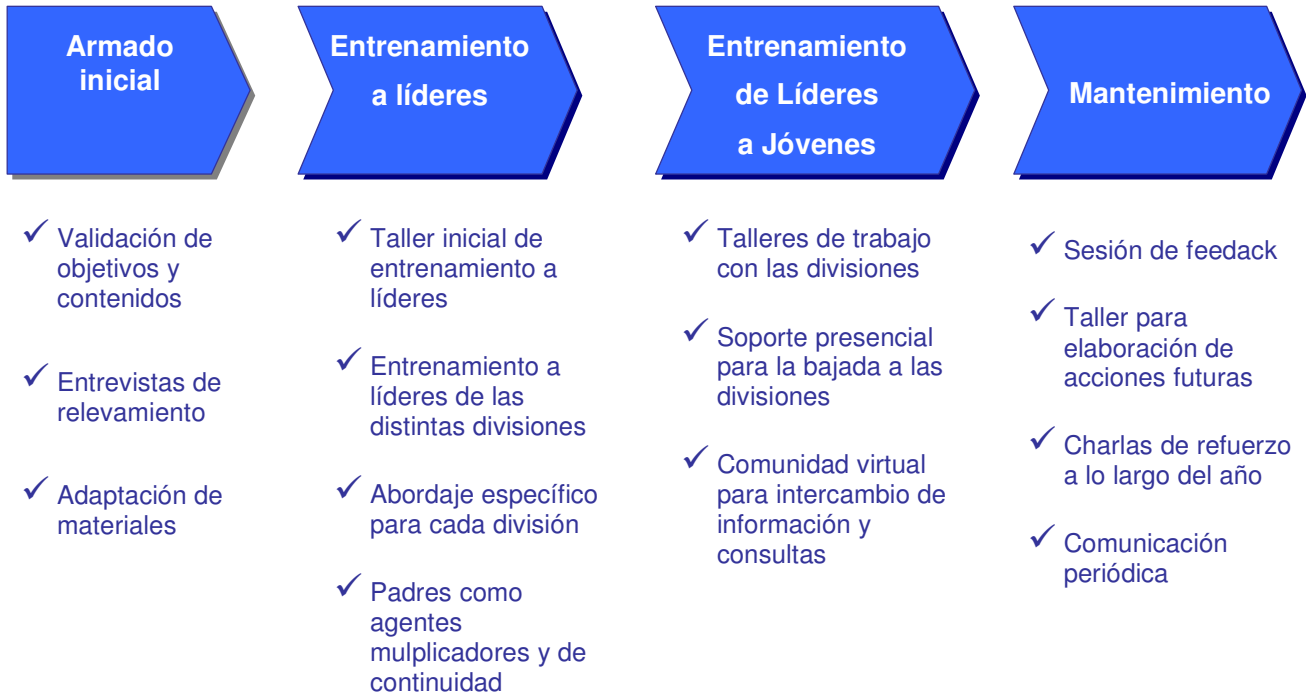 Armado
inicial
Entrenamiento
a líderes
Entrenamiento
de Líderes
a Jóvenes
Mantenimiento
✓ Validación de
objetivos y
contenidos
✓ Entrevistas de
relevamiento
✓ Adaptación de
materiales
✓ Taller inicial de
entrenamiento a
líderes
✓ Entrenamiento a
líderes de las
distintas divisiones
✓ Abordaje específico
para cada división
✓ Padres como
agentes
mulplicadores y de
continuidad
✓ Talleres de trabajo
con las divisiones
✓ Soporte presencial
para la bajada a las
divisiones
✓ Comunidad virtual
para intercambio de
información y
consultas
✓ Sesión de feedack
✓ Taller para
elaboración de
acciones futuras
✓ Charlas de refuerzo
a lo largo del año
✓ Comunicación
periódica